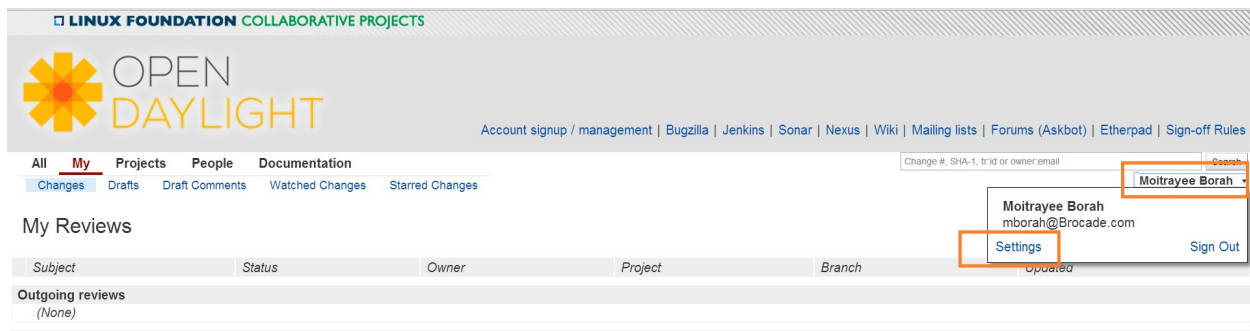 LINUX FOUNDATION COLLABORATIVE PROJECTS
OPEN
DAYLIGHT
Account signup / management | Bugzilla | Jenkins | Sonar | Nexus | Wiki | Mailing lists | Forums (Askbot) | Etherpad | Sign-off Rules
All My Projects People Documentation
Change #, SHA-1, tr:id or owner:email Search
Changes Drafts Draft Comments Watched Changes Starred Changes
Moitrayee Borah
Moitrayee Borah
mborah@Brocade.com
Settings Sign Out
My Reviews
Subject Status Owner Project Branch Updated
Outgoing reviews
(None)